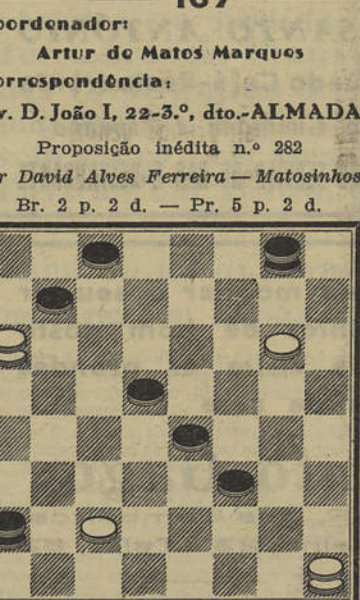 oordenador:
Artur de Matos Marques
orrespondência:
v. D. João I, 22-3.º, dto.-ALMADA
Proposição inédita n.º 282
r David Alves Ferreira — Matosinhos
Br. 2 p. 2 d. — Pr. 5 p. 2 d.